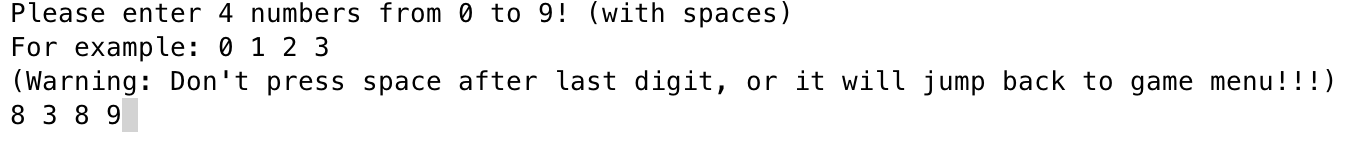 Please enter 4 numbers from 0 to 9! (with spaces)
For example: 0 1 2 3
(Warning: Don't press space after last digit, or it will jump back to game menu!!!)
8 3 8 9